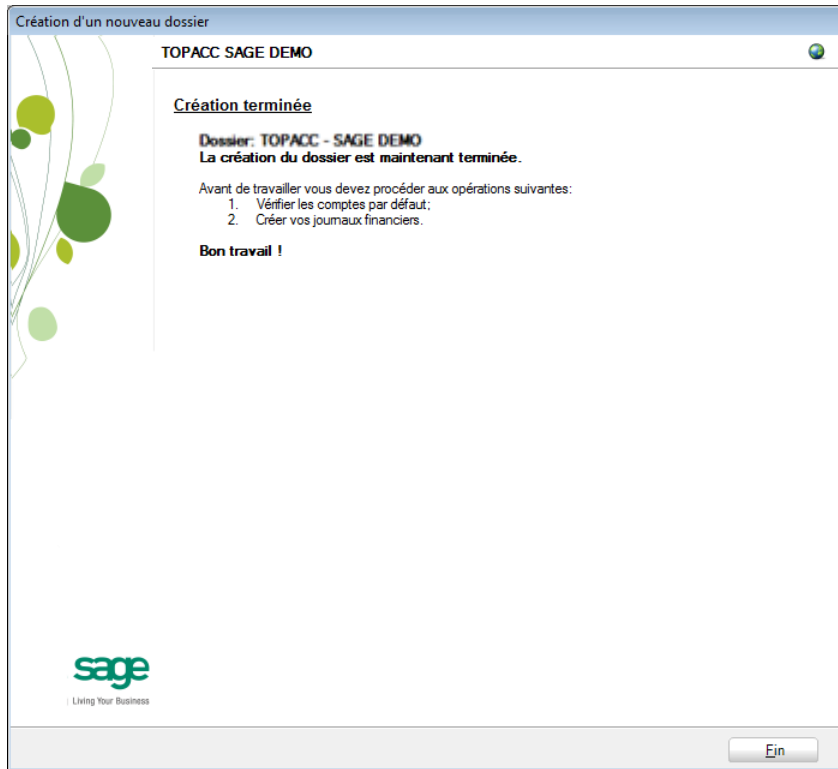 Création d'un nouveau dossier
TOPACC SAGE DEMO
Création terminée
Dossier: TOPACC - SAGE DEMO
La création du dossier est maintenant terminée.
Avant de travailler vous devez procéder aux opérations suivantes:
1. Vérifier les comptes par défaut;
2. Créer vos journaux financiers.
Bon travail !
sage
Living Your Business
Fin